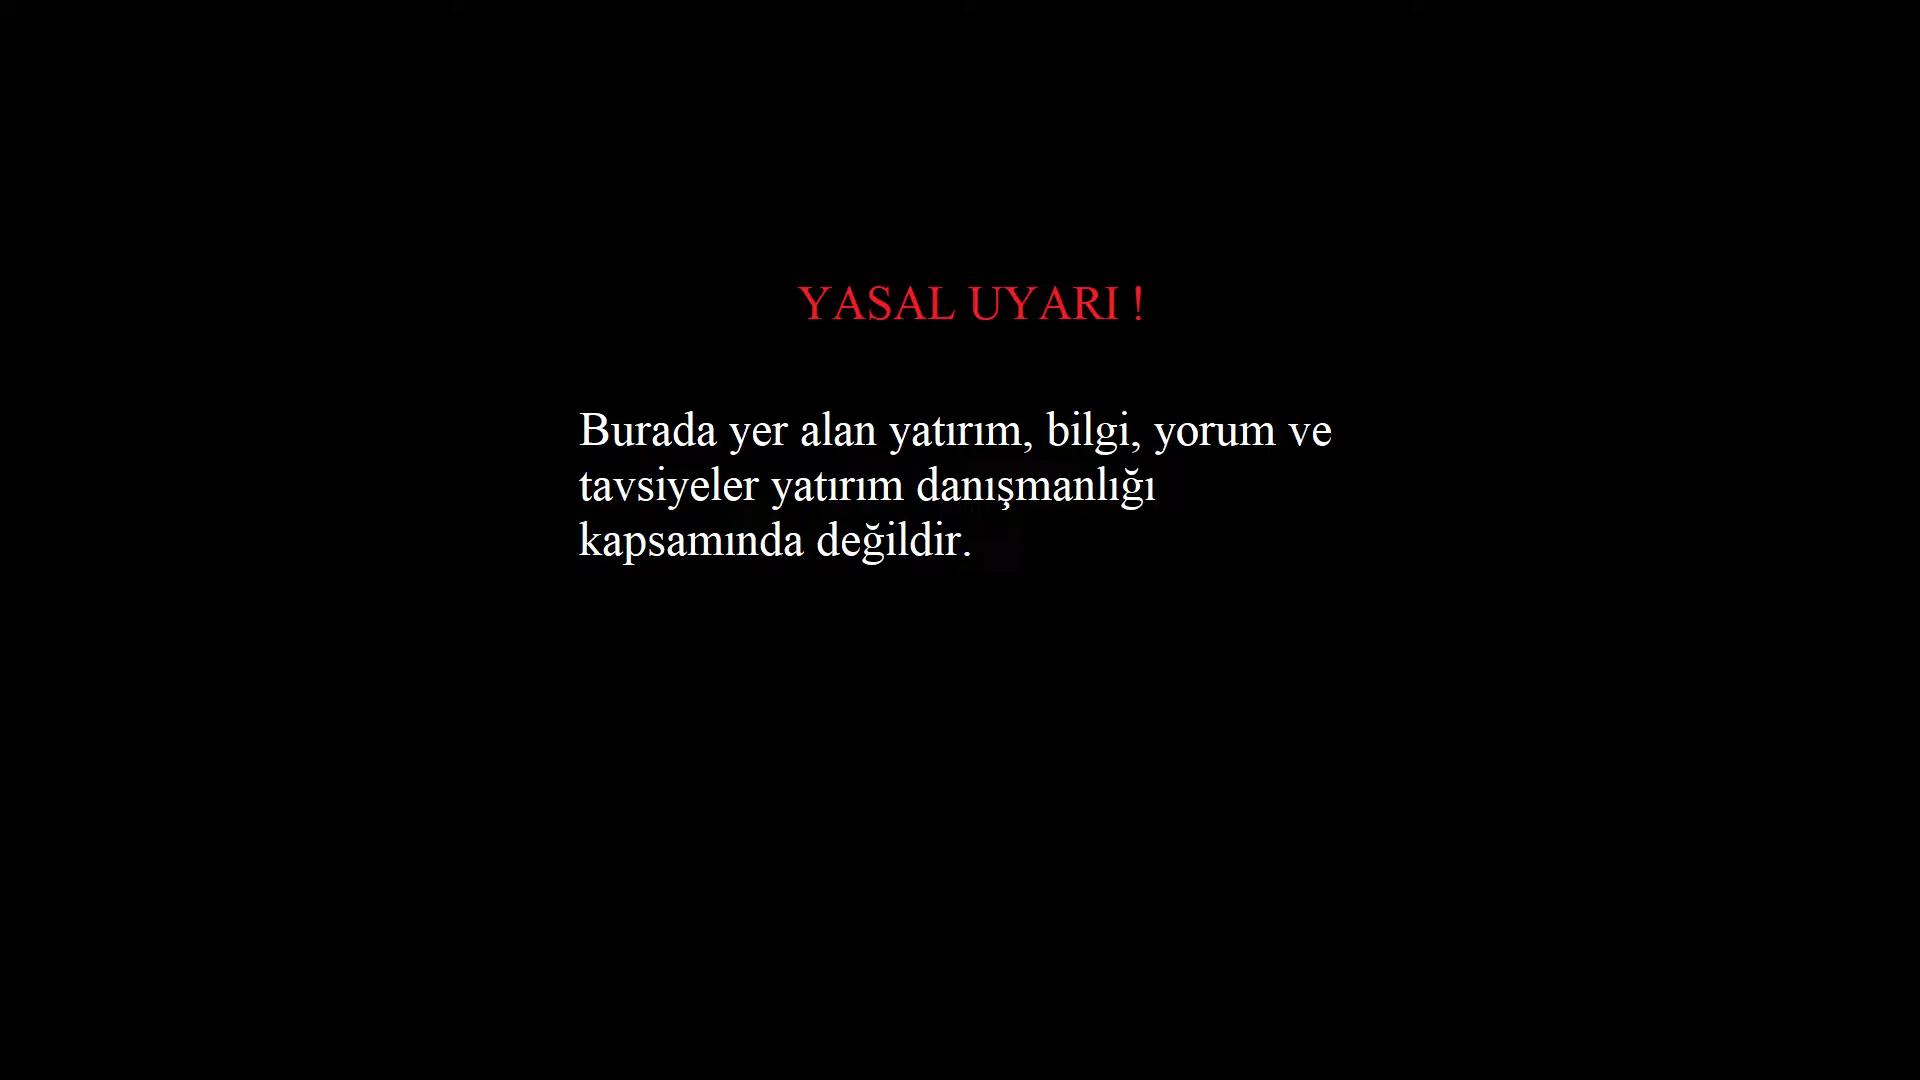 YASAL UYARI !
Burada yer alan yatırım, bilgi, yorum ve
tavsiyeler yatırım danışmanlığı
kapsamında değildir.